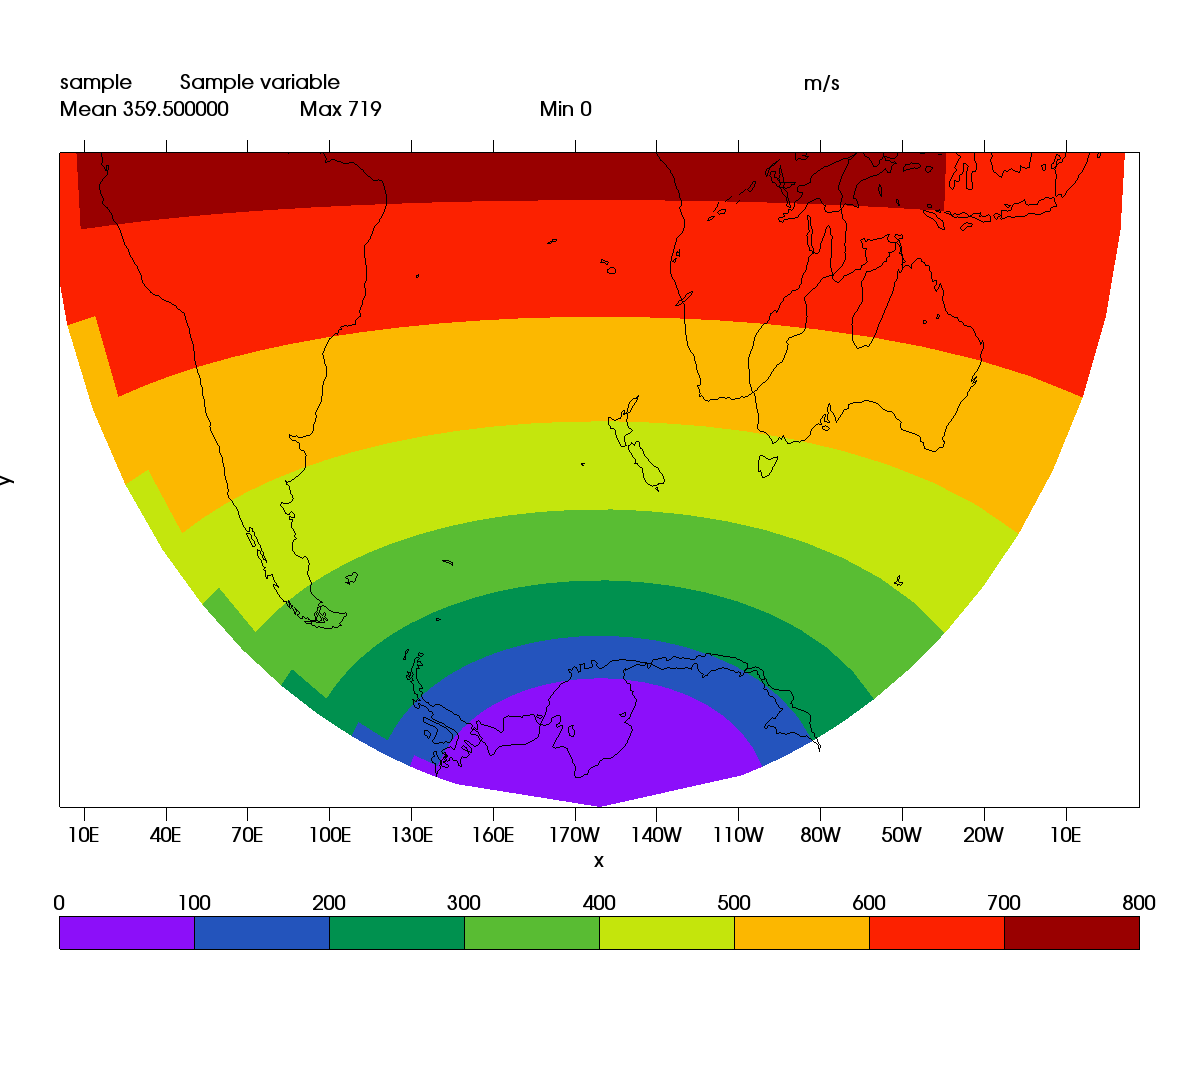 sample Sample variable m/s
Mean 359.500000 Max 719 Min 0
y
10E 40E 70E 100E 130E 160E 170W 140W 110W 80W 50W 20W 10E
x
0 100 200 300 400 500 600 700 800